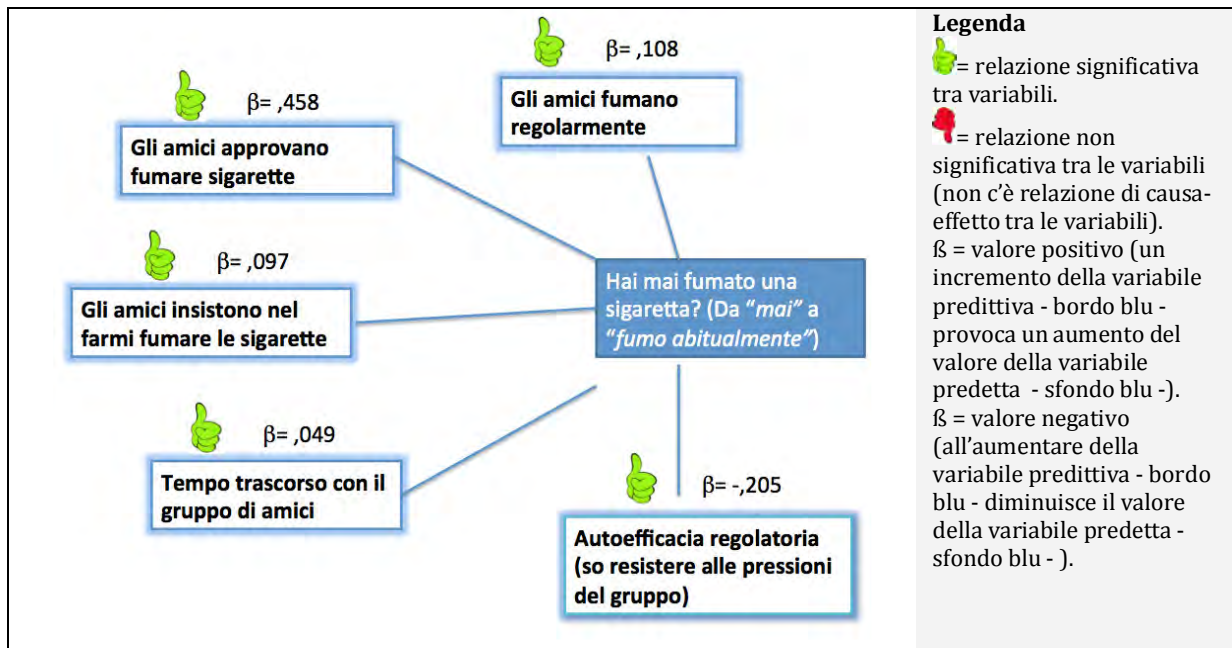 β= ,108
Gli amici fumano
regolarmente
β= ,458
Gli amici approvano
fumare sigarette
β= ,097
Gli amici insistono nel
farmi fumare le sigarette
Hai mai fumato una
sigaretta? (Da “mai” a
“fumo abitualmente”)
β= ,049
Tempo trascorso con il
gruppo di amici
β= -,205
Autoefficacia regolatoria
(so resistere alle pressioni
del gruppo)
Legenda
= relazione significativa
tra variabili.
= relazione non
significativa tra le variabili
(non c’è relazione di causa-
effetto tra le variabili).
ß = valore positivo (un
incremento della variabile
predittiva - bordo blu -
provoca un aumento del
valore della variabile
predetta - sfondo blu -).
ß = valore negativo
(all’aumentare della
variabile predittiva - bordo
blu - diminuisce il valore
della variabile predetta -
sfondo blu - ).